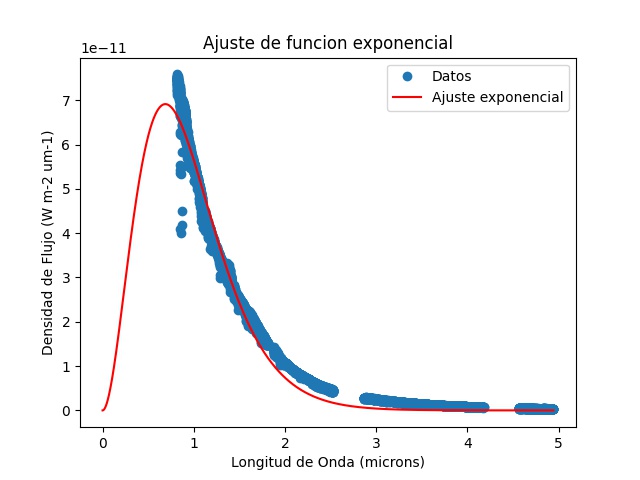 Ajuste de funcion exponencial
1e−11
Datos
Ajuste exponencial
7
6
5
4
3
2
1
0
Densidad de Flujo (W m-2 um-1)
0 1 2 3 4 5
Longitud de Onda (microns)